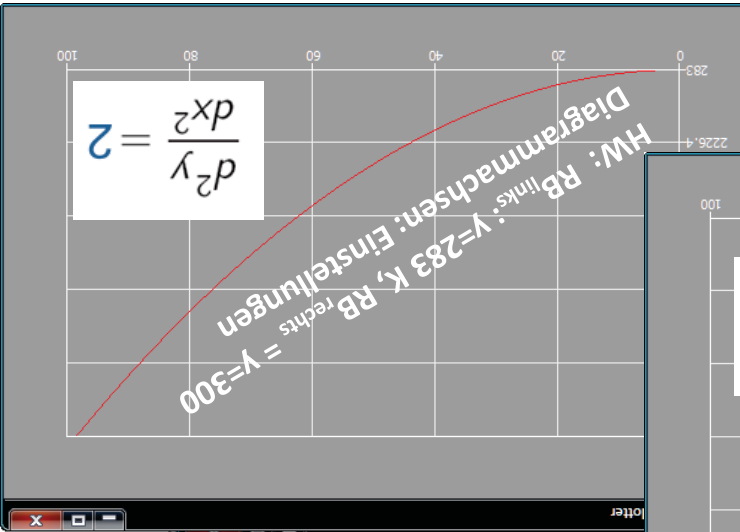 lotter
HW: RB_links: y=283 K, RB_rechts = y=300
Diagrammachsen: Einstellungen
d²y
dx² = 2
2226.4
283
0 20 40 60 80 100
100